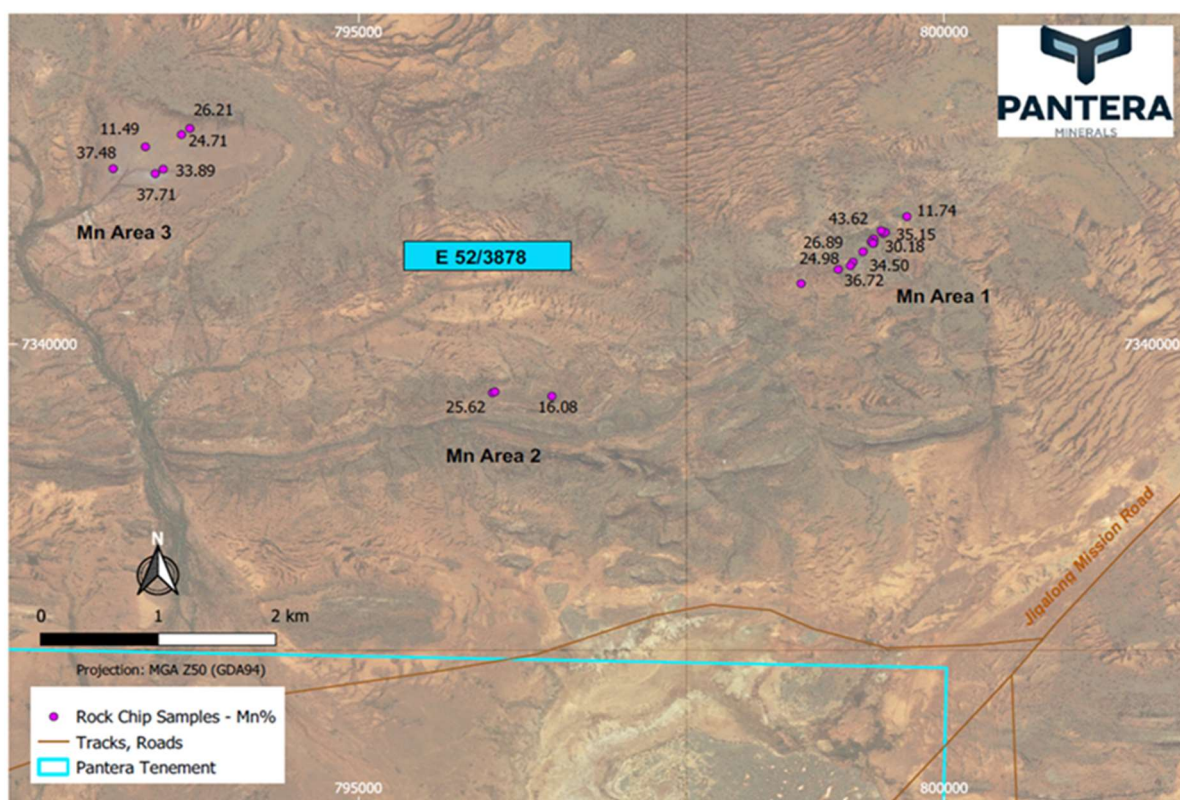 795000
800000
PANTERA
MINERALS
26.21
11.49
24.71
37.48
33.89
37.71
Mn Area 3
11.74
43.62
35.15
26.89
30.18
24.98
34.50
36.72
Mn Area 1
E 52/3878
7340000
7340000
25.62
16.08
Mn Area 2
Jigalong Mission Road
N
0 1 2 km
Projection: MGA Z50 (GDA94)
Rock Chip Samples - Mn%
Tracks, Roads
Pantera Tenement
795000
800000